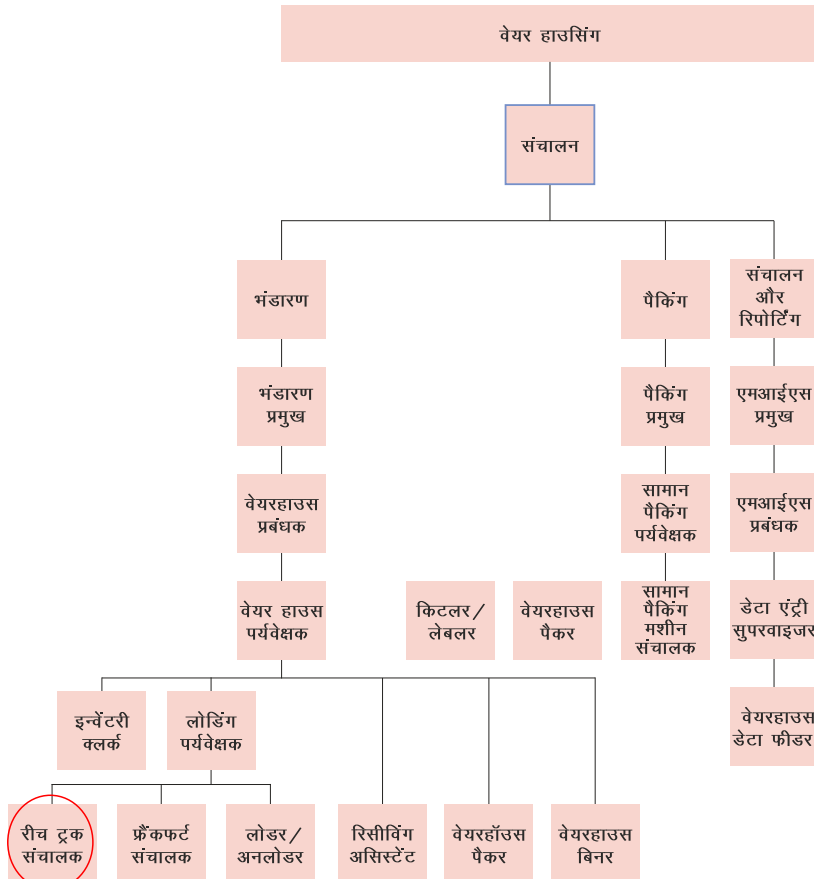 वेयर हाउसिंग
संचालन
भंडारण
पैकिंग
संचालन
और
रिपोर्टिंग
भंडारण
प्रमुख
पैकिंग
प्रमुख
एमआईएस
प्रमुख
वेयरहाउस
प्रबंधक
सामान
पैकिंग
पर्यवेक्षक
एमआईएस
प्रबंधक
वेयर हाउस
पर्यवेक्षक
किटलर/
लेबलर
वेयरहाउस
पैकर
सामान
पैकिंग
मशीन
संचालक
डेटा एंट्री
सुपरवाइजर
इन्वेंटरी
क्लर्क
लोडिंग
पर्यवेक्षक
वेयरहाउस
डेटा फीडर
रीच ट्रक
संचालक
फ्रैंकफर्ट
संचालक
लोडर/
अनलोडर
रिसीविंग
असिस्टेंट
वेयरहॉउस
पैकर
वेयरहाउस
बिनर